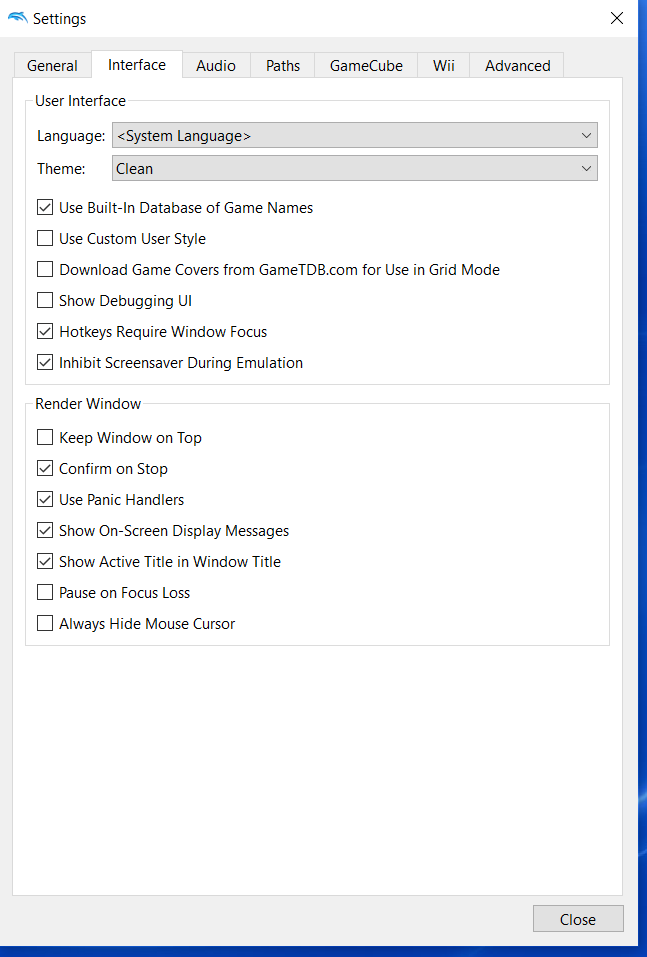 Settings
General Interface Audio Paths GameCube Wii Advanced
User Interface
Language: <System Language>
Theme: Clean
Use Built-In Database of Game Names
Use Custom User Style
Download Game Covers from GameTDB.com for Use in Grid Mode
Show Debugging UI
Hotkeys Require Window Focus
Inhibit Screensaver During Emulation
Render Window
Keep Window on Top
Confirm on Stop
Use Panic Handlers
Show On-Screen Display Messages
Show Active Title in Window Title
Pause on Focus Loss
Always Hide Mouse Cursor
Close